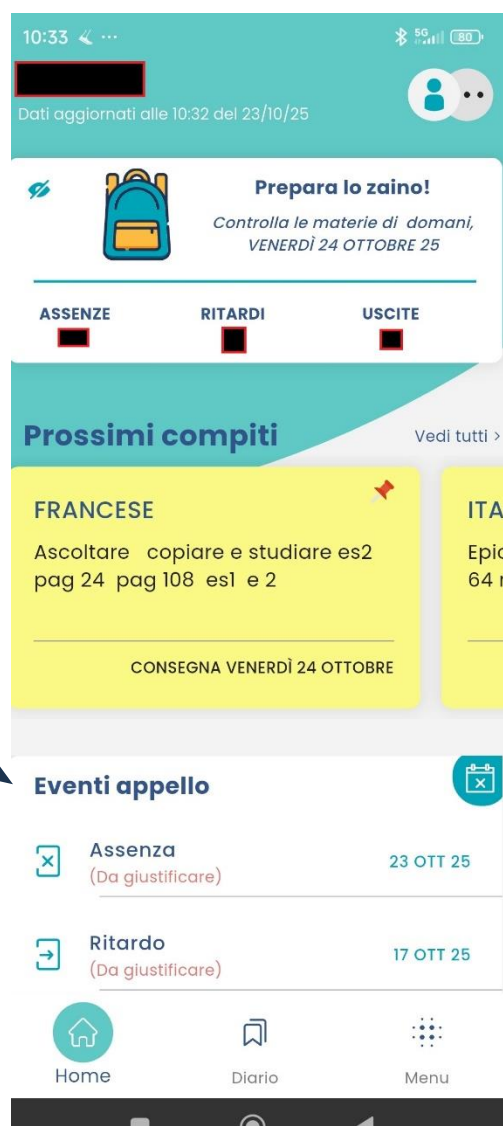 10:33
5G
80
Dati aggiornati alle 10:32 del 23/10/25
Prepara lo zaino!
Controlla le materie di domani,
VENERDÌ 24 OTTOBRE 25
ASSENZE RITARDI USCITE
Prossimi compiti
Vedi tutti >
FRANCESE
Ascoltare copiare e studiare es2
pag 24 pag 108 es1 e 2
CONSEGNA VENERDÌ 24 OTTOBRE
ITA
64
Eventi appello
Assenza
(Da giustificare)
23 OTT 25
Ritardo
(Da giustificare)
17 OTT 25
Home Diario Menu